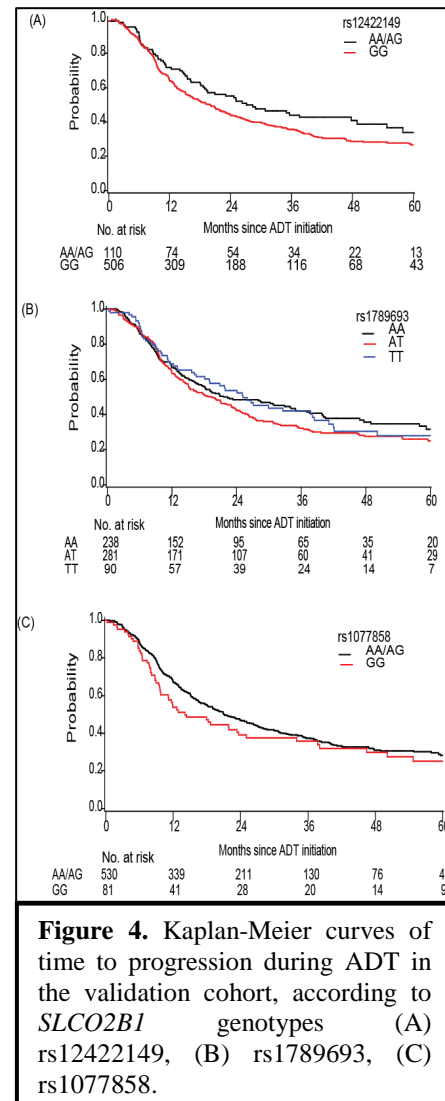 (A)
rs12422149
AA/AG
GG
Probability
1.0
0.8
0.6
0.4
0.2
0.0
12 24 36 48 60
No. at risk Months since ADT initiation
AA/AG 110 74 54 34 22 13
GG 506 309 188 116 68 43
(B)
rs1789693
AA
AT
TT
Probability
1.0
0.8
0.6
0.4
0.2
0.0
0 12 24 36 48 60
No. at risk Months since ADT initiation
AA 238 152 95 65 35 20
AT 281 171 107 60 41 29
TT 90 57 39 24 14 7
(C)
rs1077858
AA/AG
GG
Probability
1.0
0.8
0.6
0.4
0.2
0.0
0 12 24 36 48 60
No. at risk Months since ADT initiation
AA/AG 530 339 211 130 76 4
GG 81 41 28 20 14 9
Figure 4. Kaplan-Meier curves of
time to progression during ADT in
the validation cohort, according to
SLCO2B1 genotypes (A)
rs12422149, (B) rs1789693, (C)
rs1077858.